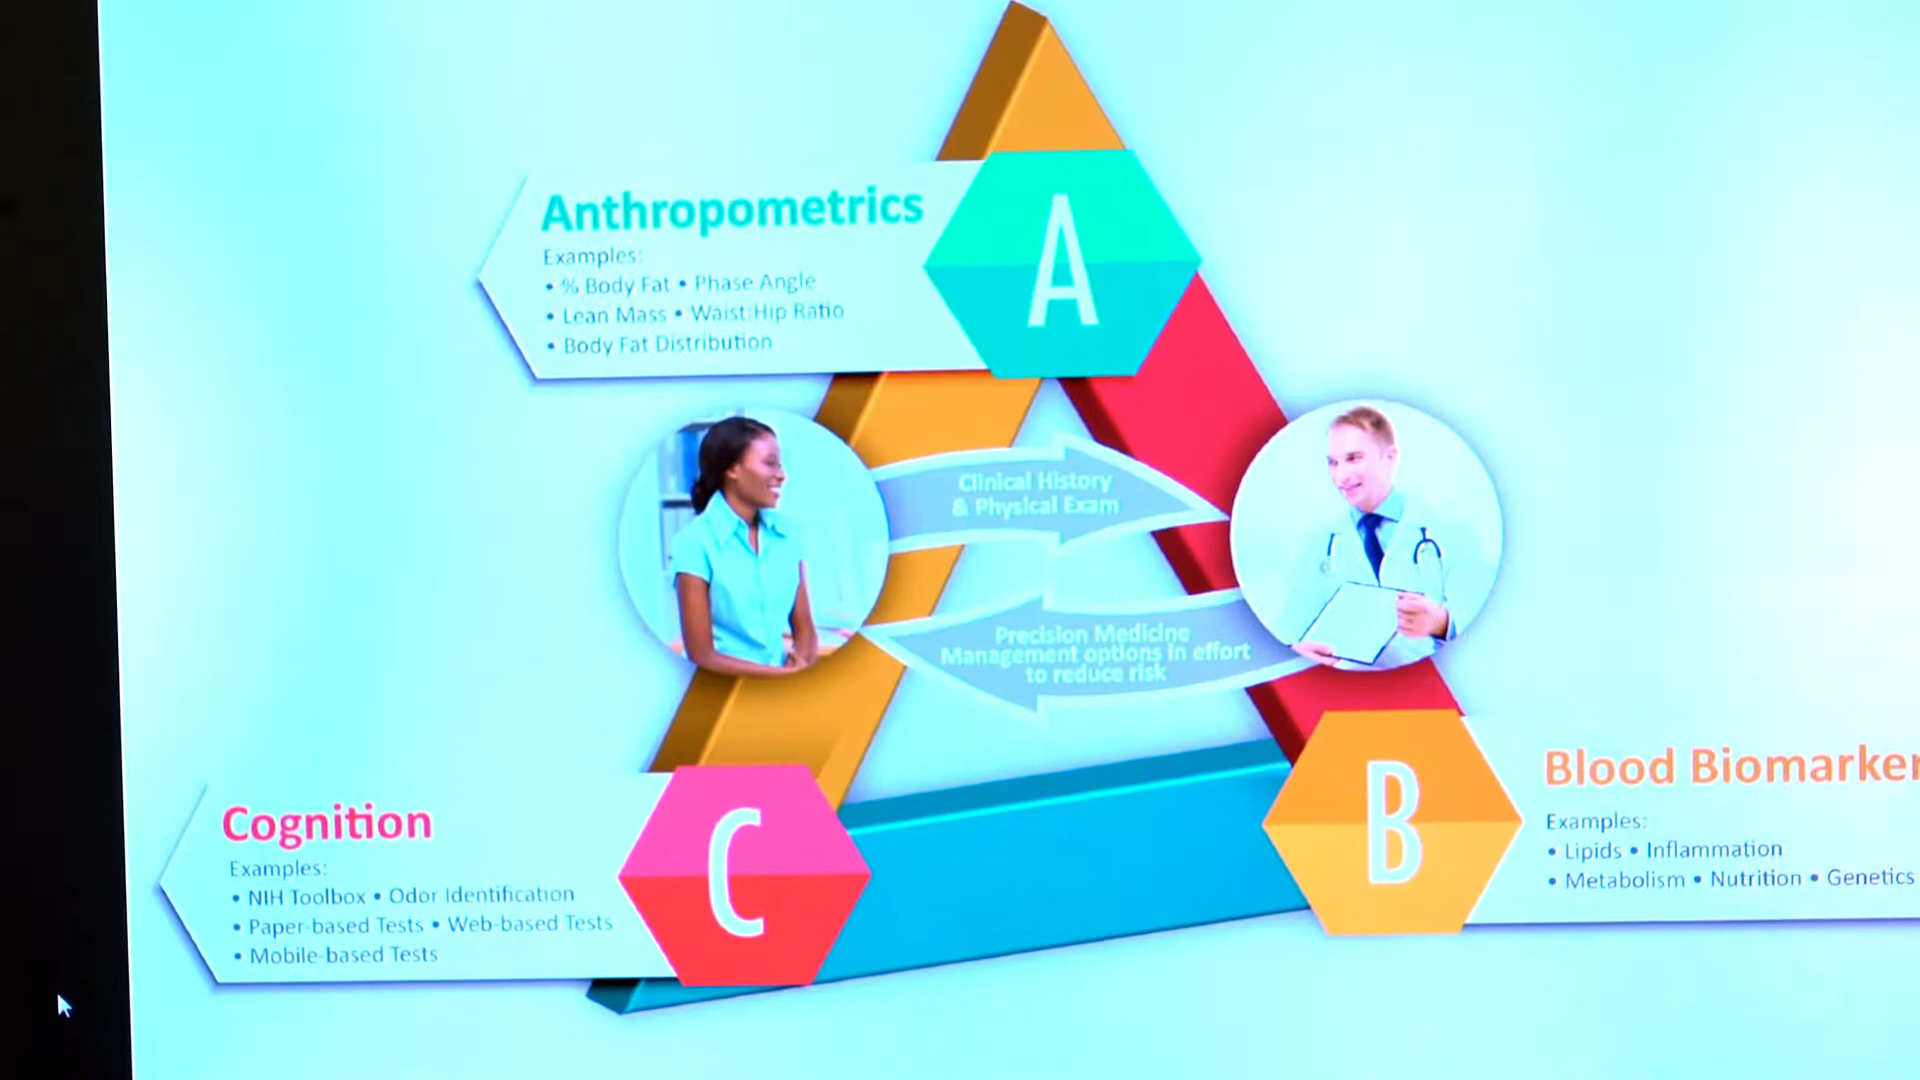 Anthropometrics
Examples:
• % Body Fat • Phase Angle
• Lean Mass • Waist:Hip Ratio
• Body Fat Distribution
A
Clinical History
& Physical Exam
Precision Medicine
Management options in effort
to reduce risk
Cognition
Examples:
• NIH Toolbox • Odor Identification
• Paper-based Tests • Web-based Tests
• Mobile-based Tests
C
B
Blood Biomarker
Examples:
• Lipids • Inflammation
• Metabolism • Nutrition • Genetics